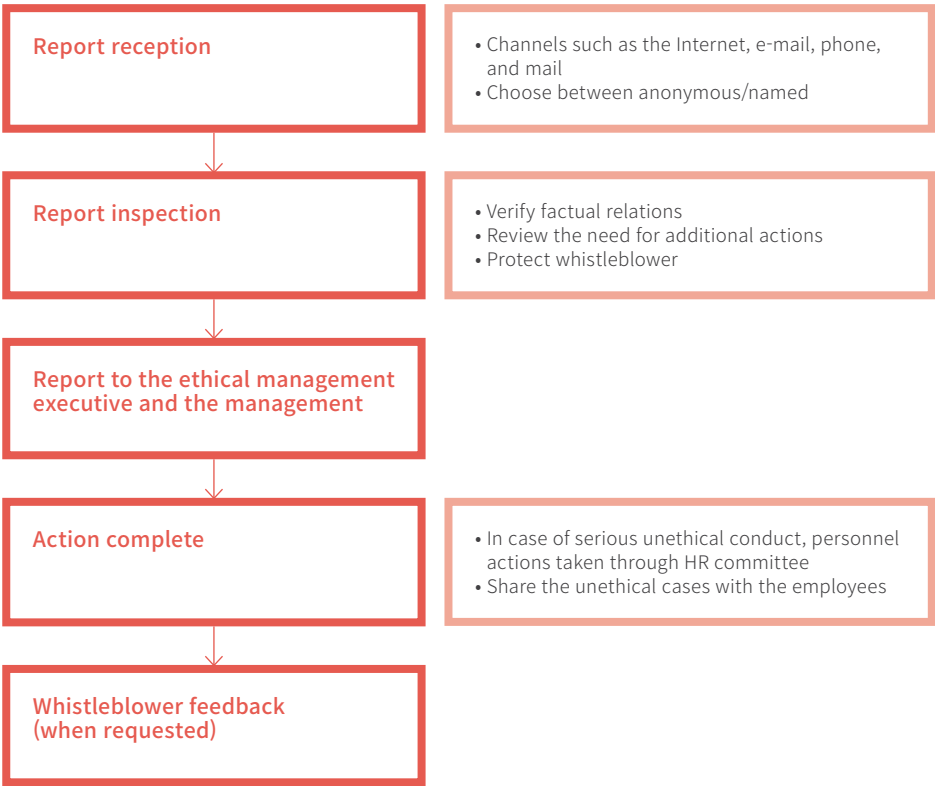 Report reception
• Channels such as the Internet, e-mail, phone,
and mail
• Choose between anonymous/named
Report inspection
• Verify factual relations
• Review the need for additional actions
• Protect whistleblower
Report to the ethical management
executive and the management
Action complete
• In case of serious unethical conduct, personnel
actions taken through HR committee
• Share the unethical cases with the employees
Whistleblower feedback
(when requested)